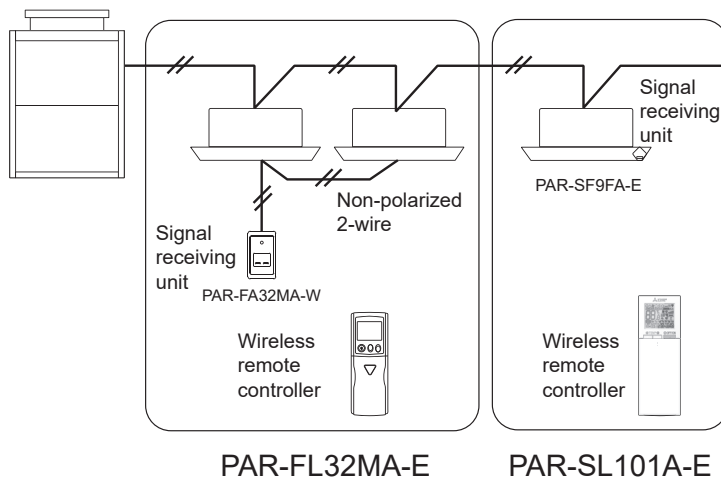 Signal
receiving
unit
PAR-SF9FA-E
Non-polarized
2-wire
Signal
receiving
unit
PAR-FA32MA-W
Wireless
remote
controller
Wireless
remote
controller
PAR-FL32MA-E
PAR-SL101A-E